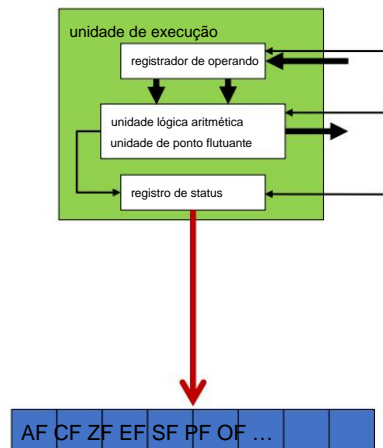 unidade de execução
registrador de operando
unidade lógica aritmética
unidade de ponto flutuante
registro de status
AF CF ZF EF SF PF OF …